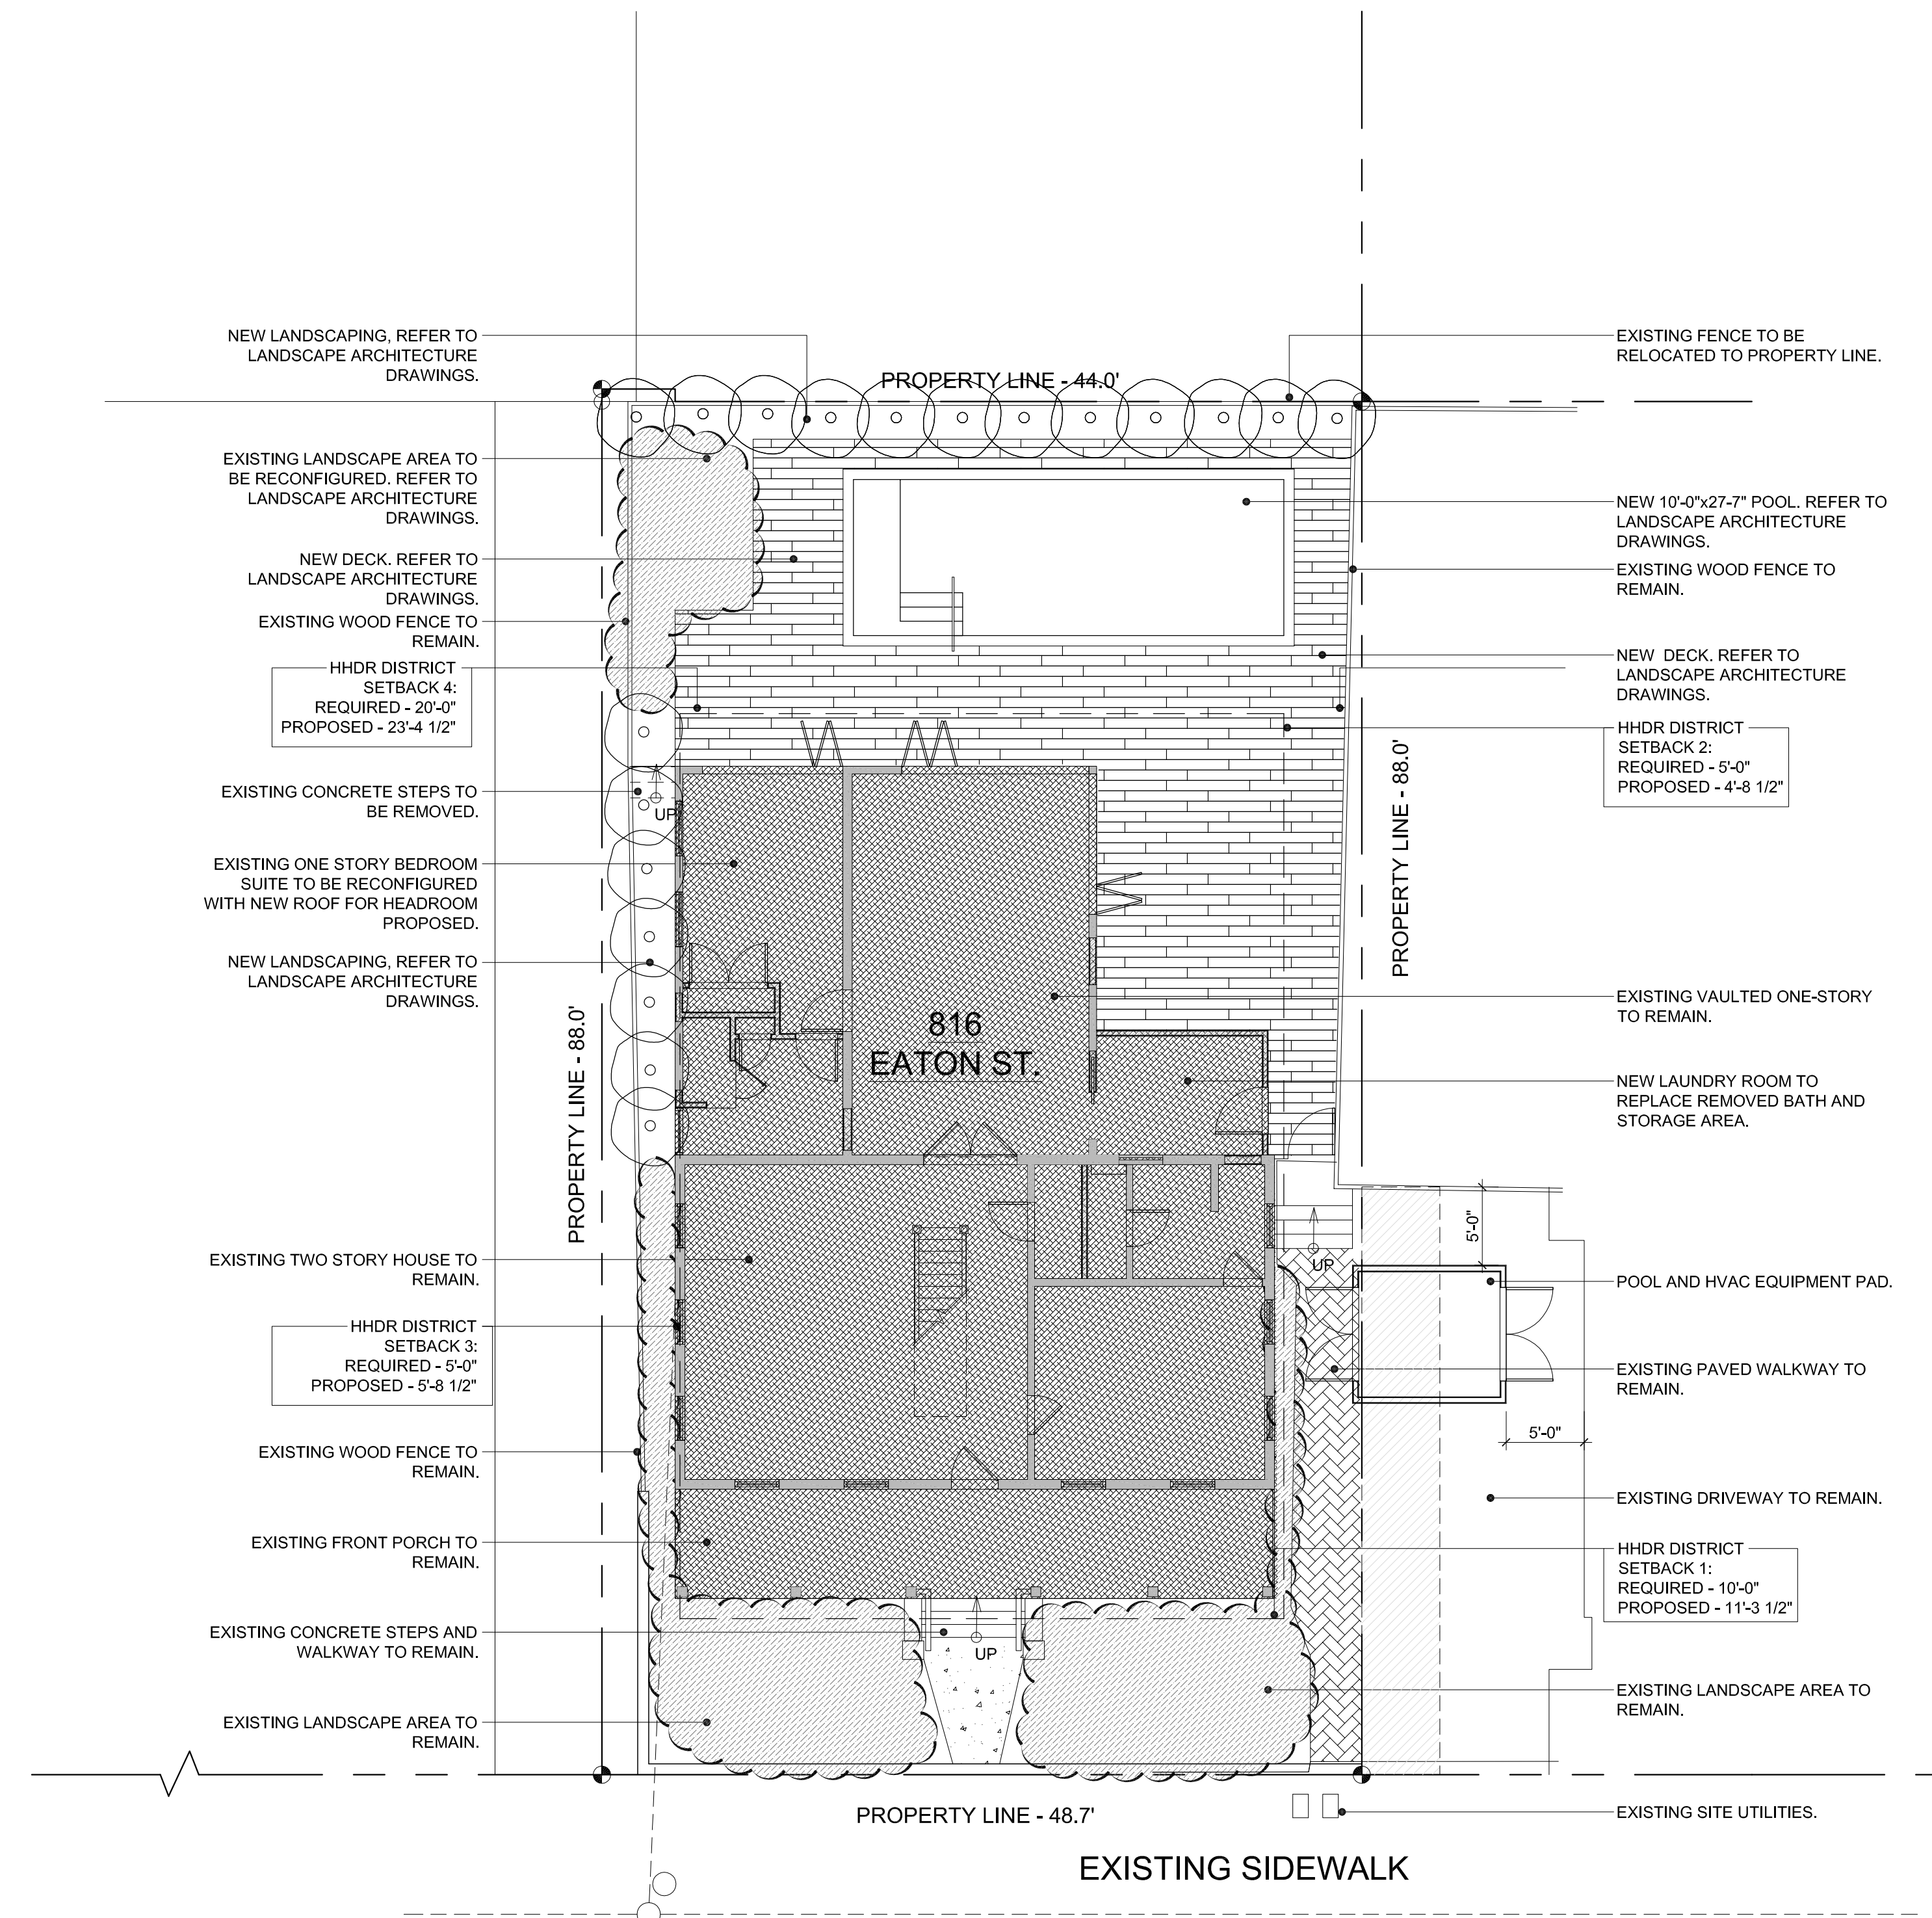 NEW LANDSCAPING, REFER TO
LANDSCAPE ARCHITECTURE
DRAWINGS.
EXISTING LANDSCAPE AREA TO
BE RECONFIGURED. REFER TO
LANDSCAPE ARCHITECTURE
DRAWINGS.
NEW DECK. REFER TO
LANDSCAPE ARCHITECTURE
DRAWINGS.
EXISTING WOOD FENCE TO
REMAIN.
HHDR DISTRICT
SETBACK 4:
REQUIRED - 20'-0"
PROPOSED - 23'-4 1/2"
EXISTING CONCRETE STEPS TO
BE REMOVED.
EXISTING ONE STORY BEDROOM
SUITE TO BE RECONFIGURED
WITH NEW ROOF FOR HEADROOM
PROPOSED.
NEW LANDSCAPING, REFER TO
LANDSCAPE ARCHITECTURE
DRAWINGS.
EXISTING TWO STORY HOUSE TO
REMAIN.
HHDR DISTRICT
SETBACK 3:
REQUIRED - 5'-0"
PROPOSED - 5'-8 1/2"
EXISTING WOOD FENCE TO
REMAIN.
EXISTING FRONT PORCH TO
REMAIN.
EXISTING CONCRETE STEPS AND
WALKWAY TO REMAIN.
EXISTING LANDSCAPE AREA TO
REMAIN.
PROPERTY LINE - 44.0'
PROPERTY LINE - 88.0'
UP
816
EATON ST.
UP
UP
PROPERTY LINE - 88.0'
PROPERTY LINE - 48.7'
EXISTING SIDEWALK
5'-0"
5'-0"
EXISTING FENCE TO BE
RELOCATED TO PROPERTY LINE.
NEW 10'-0"x27-7" POOL. REFER TO
LANDSCAPE ARCHITECTURE
DRAWINGS.
EXISTING WOOD FENCE TO
REMAIN.
NEW DECK. REFER TO
LANDSCAPE ARCHITECTURE
DRAWINGS.
HHDR DISTRICT
SETBACK 2:
REQUIRED - 5'-0"
PROPOSED - 4'-8 1/2"
EXISTING VAULTED ONE-STORY
TO REMAIN.
NEW LAUNDRY ROOM TO
REPLACE REMOVED BATH AND
STORAGE AREA.
POOL AND HVAC EQUIPMENT PAD.
EXISTING PAVED WALKWAY TO
REMAIN.
EXISTING DRIVEWAY TO REMAIN.
HHDR DISTRICT
SETBACK 1:
REQUIRED - 10'-0"
PROPOSED - 11'-3 1/2"
EXISTING LANDSCAPE AREA TO
REMAIN.
EXISTING SITE UTILITIES.